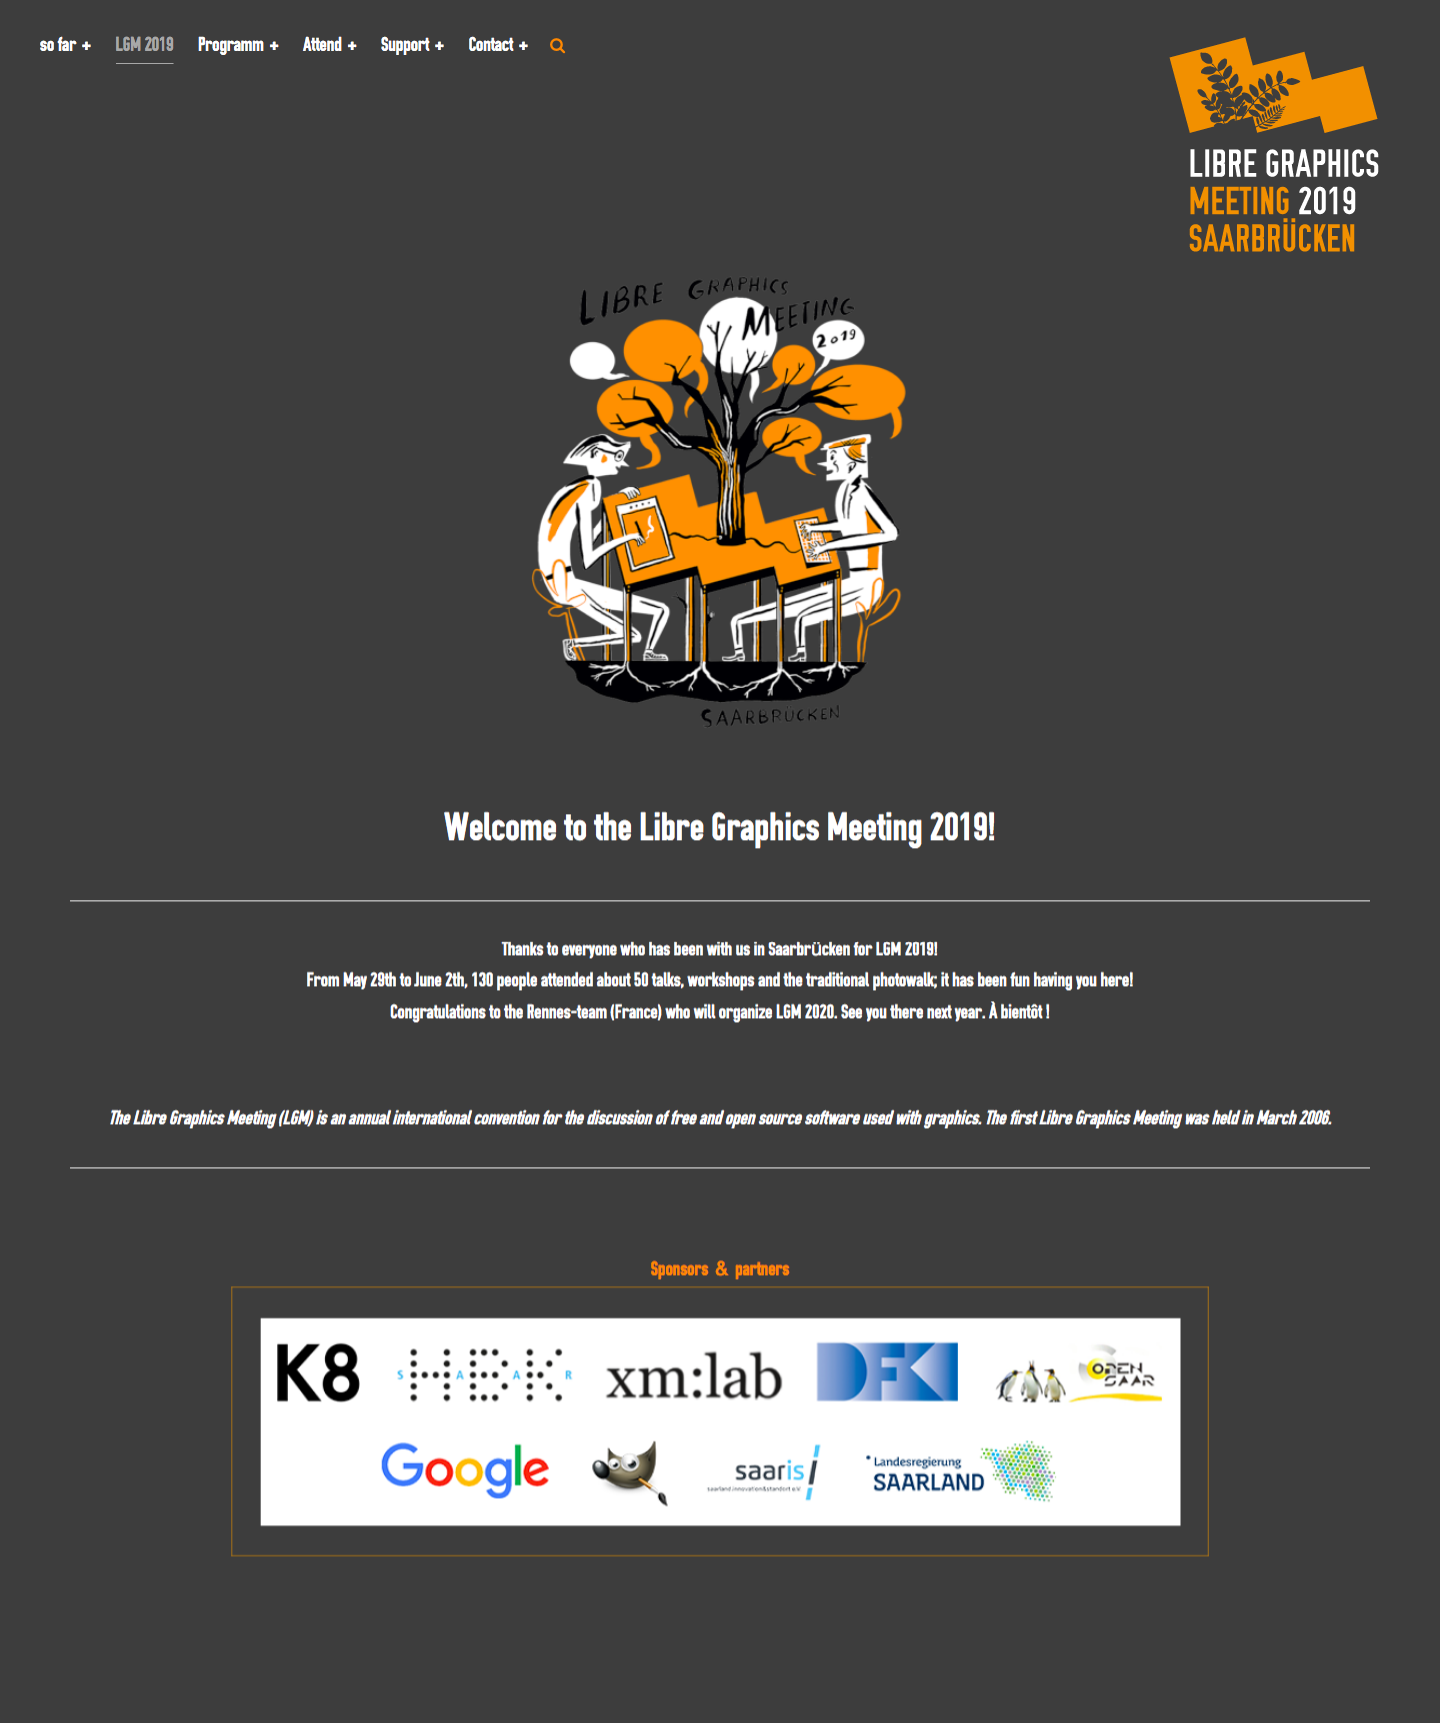 so far + LGM 2019 Programm + Attend + Support + Contact +
LIBRE GRAPHICS
MEETING 2019
SAARBRÜCKEN
LIBRE GRAPHICS
MEETING
2019
SAARBRÜCKEN
Welcome to the Libre Graphics Meeting 2019!
Thanks to everyone who has been with us in Saarbrücken for LGM 2019!
From May 29th to June 2th, 130 people attended about 50 talks, workshops and the traditional photowalk; it has been fun having you here!
Congratulations to the Rennes-team (France) who will organize LGM 2020. See you there next year. À bientôt !
The Libre Graphics Meeting (LGM) is an annual international convention for the discussion of free and open source software used with graphics. The first Libre Graphics Meeting was held in March 2006.
Sponsors & partners
K8
S H A B A K R
xm:lab
DFKI
OPEN
SAAR
Google
saaris
saarland innovation&standort e.V.
Landesregierung
SAARLAND